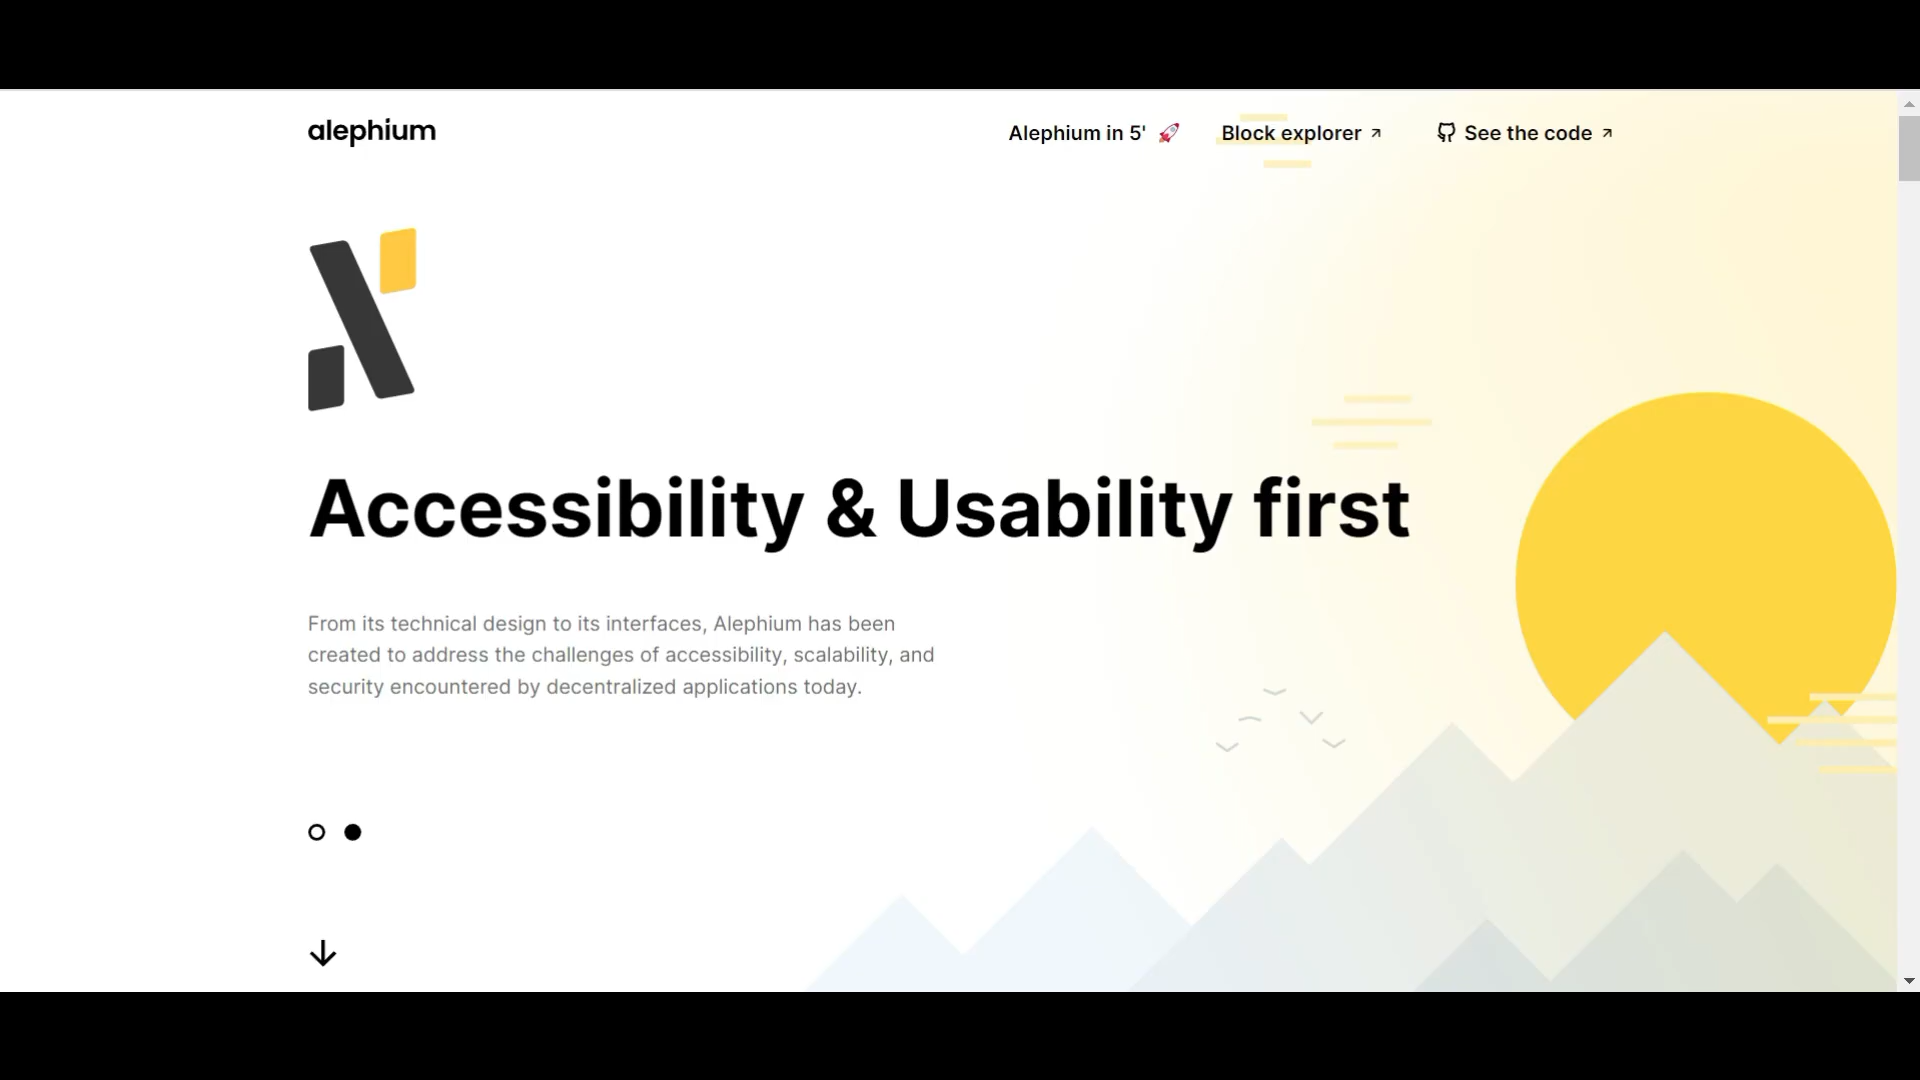 alephium
Alephium in 5' 🚀 Block explorer ↗ See the code ↗
Accessibility & Usability first
From its technical design to its interfaces, Alephium has been
created to address the challenges of accessibility, scalability, and
security encountered by decentralized applications today.